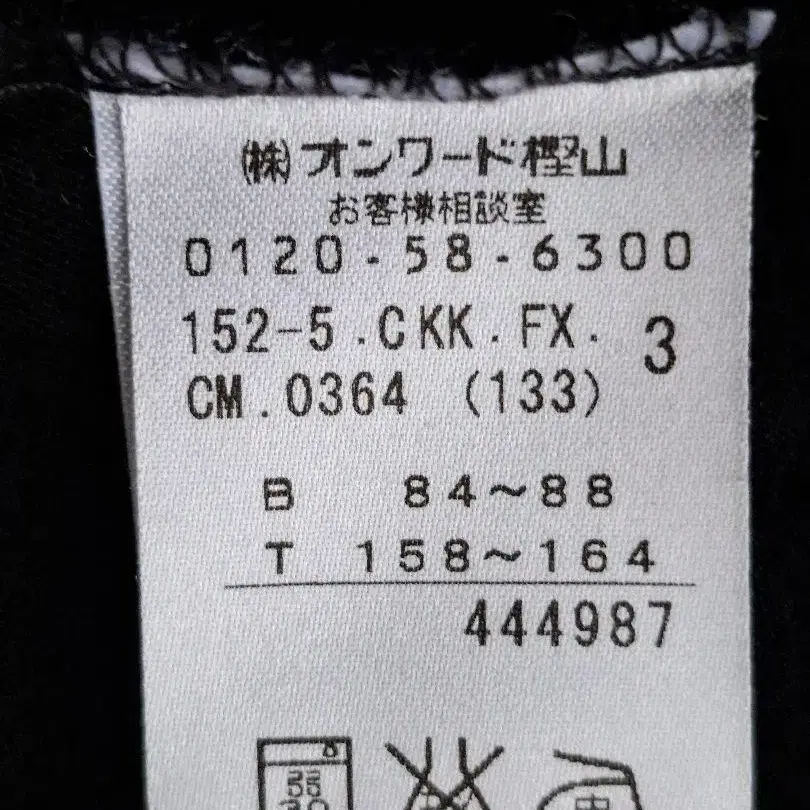 ㈱オンワード樫山
お客様相談室
0120-58-6300
152-5.CKK.FX. 3
CM.0364 (133)
B 84~88
T 158~164
444987
中